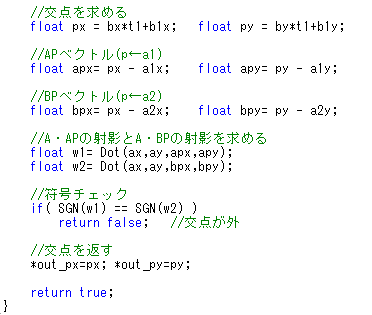 //交点を求める
float px = bx*t1+b1x;   float py = by*t1+b1y;
//APベクトル(p←a1)
float apx= px - a1x;    float apy= py - a1y;
//BPベクトル(p←a2)
float bpx= px - a2x;    float bpy= py - a2y;
//A・APの射影とA・BPの射影を求める
float w1= Dot(ax,ay,apx,apy);
float w2= Dot(ax,ay,bpx,bpy);
//符号チェック
if( SGN(w1) == SGN(w2) )
return false;   //交点が外
//交点を返す
*out_px=px; *out_py=py;
return true;
}